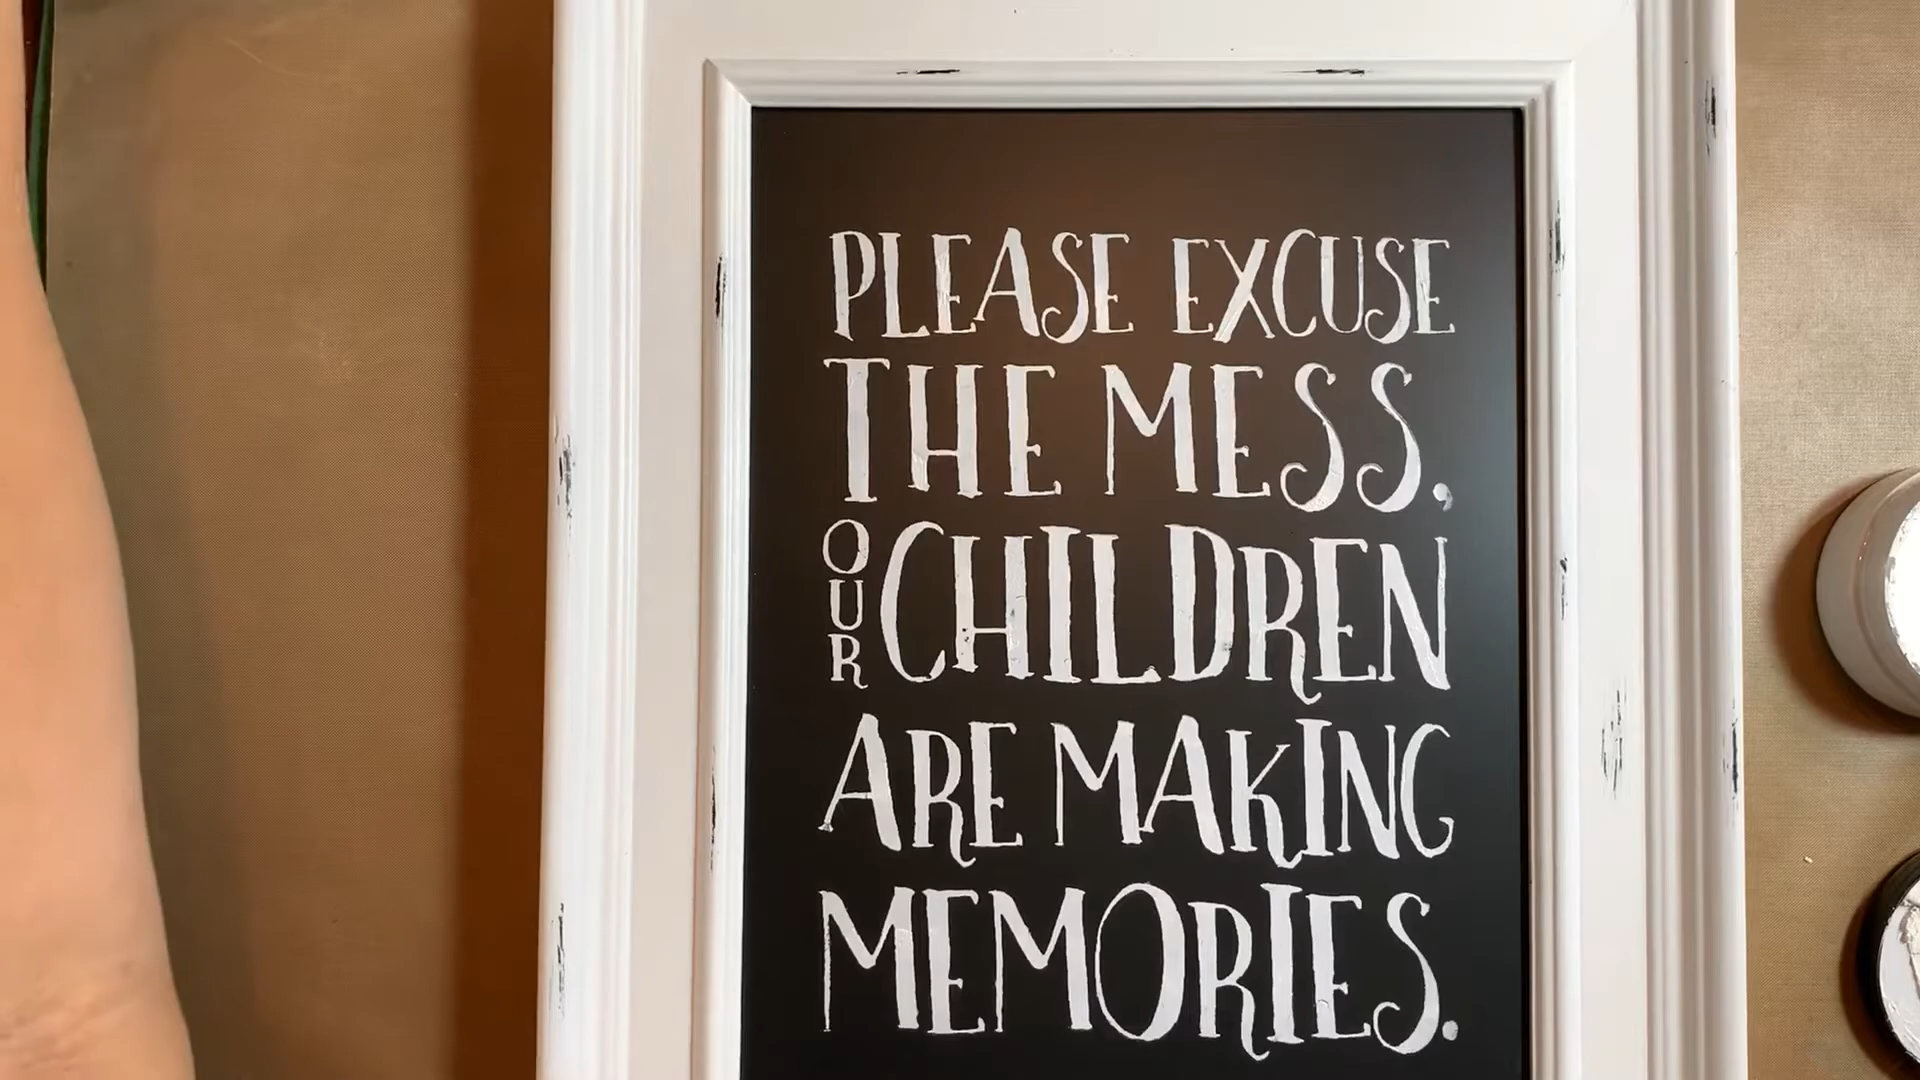 PLEASE EXCUSE
THE MESS,
OUR CHILDREN
ARE MAKING
MEMORIES.